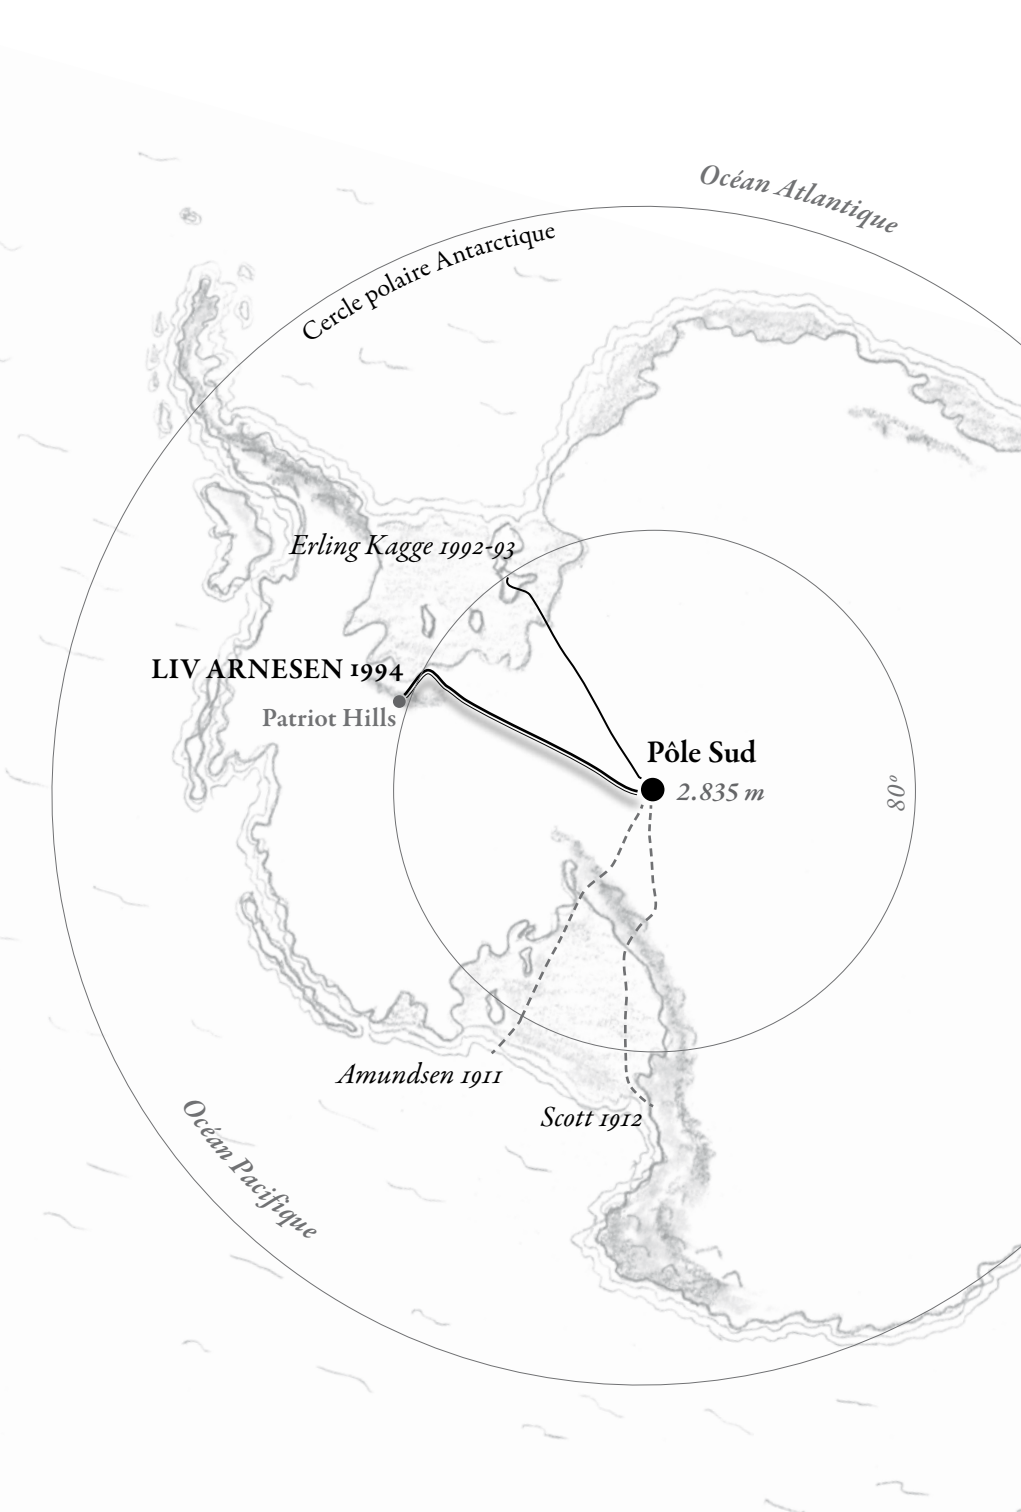 Océan Atlantique
Cercle polaire Antarctique
Erling Kagge 1992-93
LIV ARNESEN 1994
Patriot Hills
Pôle Sud
2.835 m
80°
Amundsen 1911
Scott 1912
Océan Pacifique